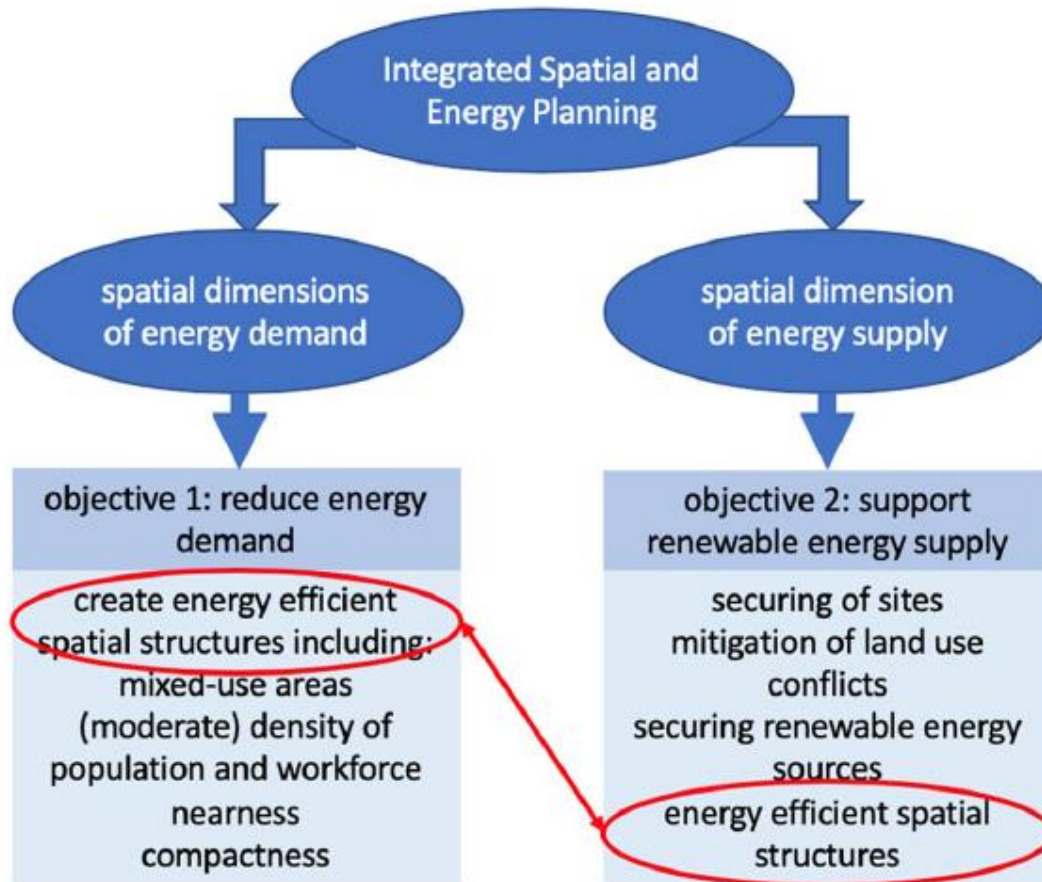 Integrated Spatial and
Energy Planning
spatial dimensions
of energy demand
spatial dimension
of energy supply
objective 1: reduce energy
demand
create energy efficient
spatial structures including:
mixed-use areas
(moderate) density of
population and workforce
nearness
compactness
objective 2: support
renewable energy supply
securing of sites
mitigation of land use
conflicts
securing renewable energy
sources
energy efficient spatial
structures